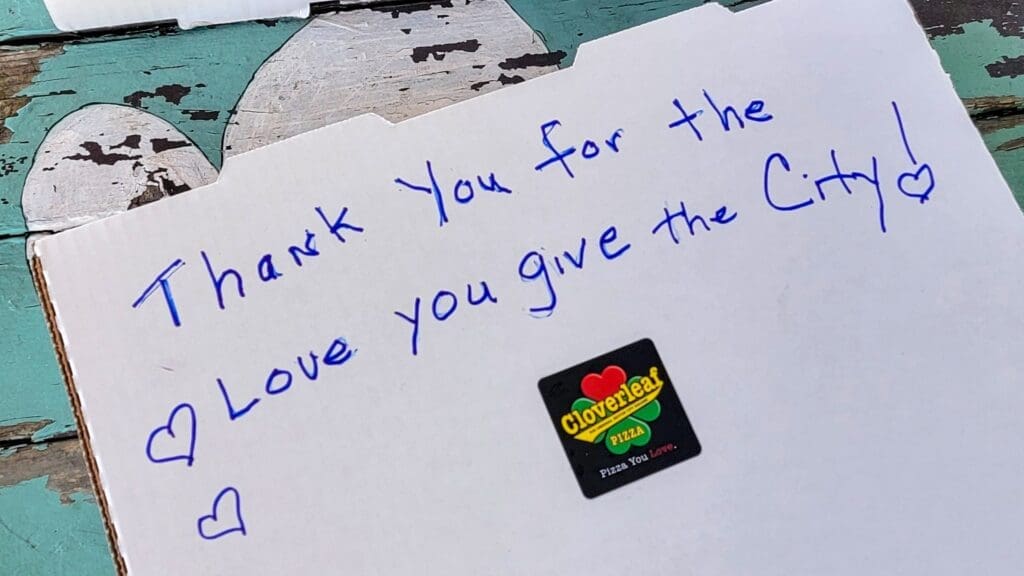 Thank You for the
Love you give the City!
Cloverleaf
PIZZA
Pizza You Love.